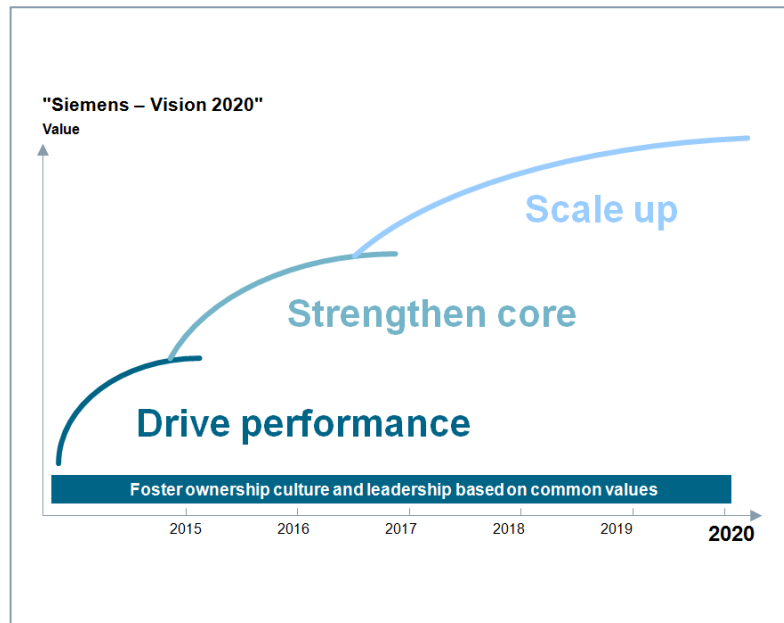 "Siemens – Vision 2020"
Value
Scale up
Strengthen core
Drive performance
Foster ownership culture and leadership based on common values
2015 2016 2017 2018 2019 2020